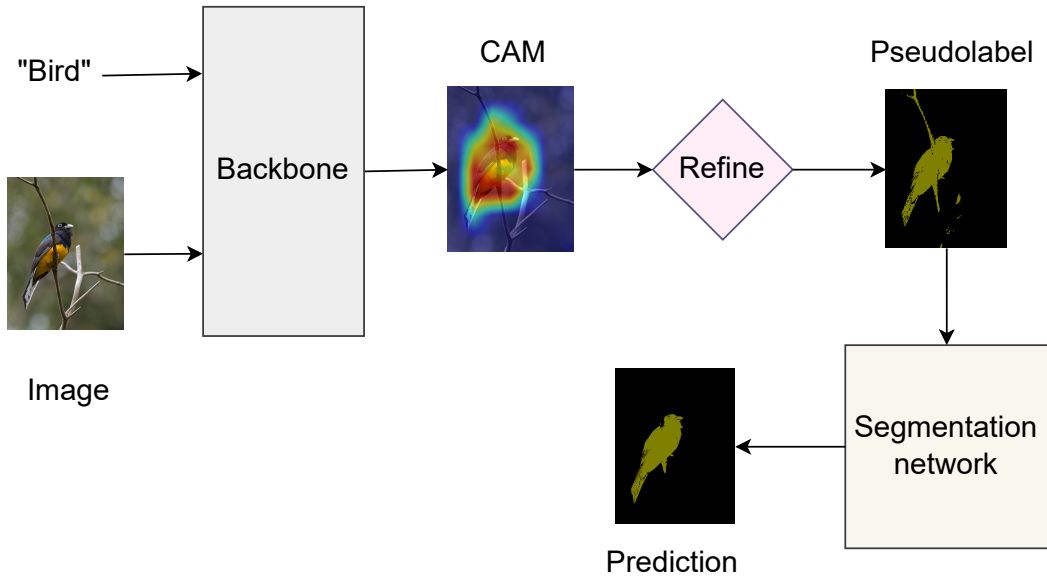 CAM
Pseudolabel
"Bird"
Backbone
Refine
Image
Segmentation
network
Prediction